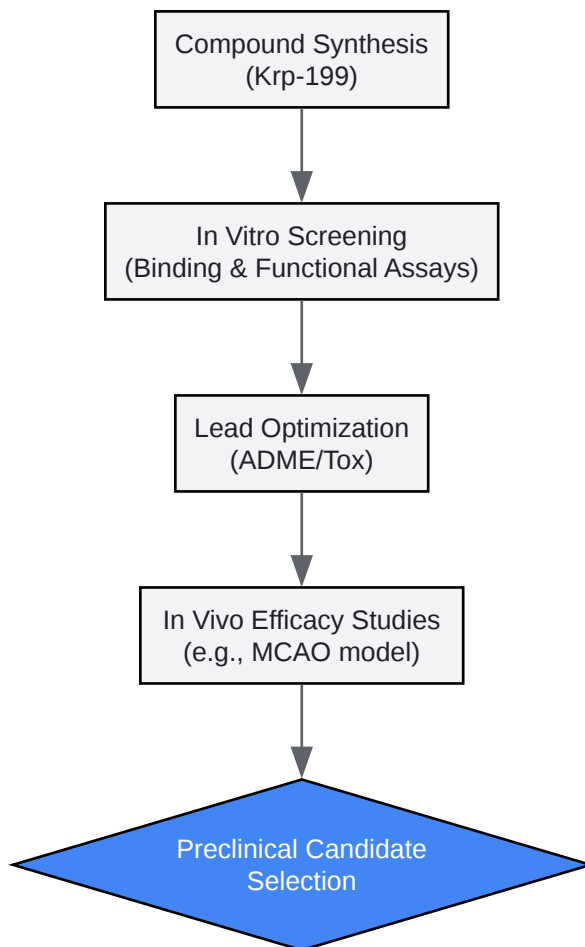 Compound Synthesis
(Krp-199)
In Vitro Screening
(Binding & Functional Assays)
Lead Optimization
(ADME/Tox)
In Vivo Efficacy Studies
(e.g., MCAO model)
Preclinical Candidate
Selection